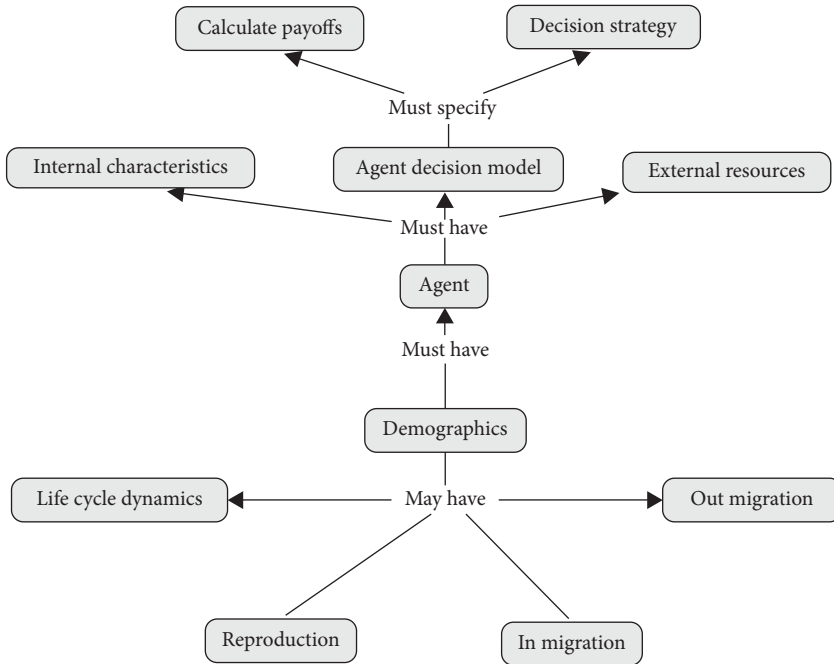 Calculate payoffs
Decision strategy
Must specify
Internal characteristics
Agent decision model
External resources
Must have
Agent
Must have
Demographics
Life cycle dynamics
May have
Out migration
Reproduction
In migration